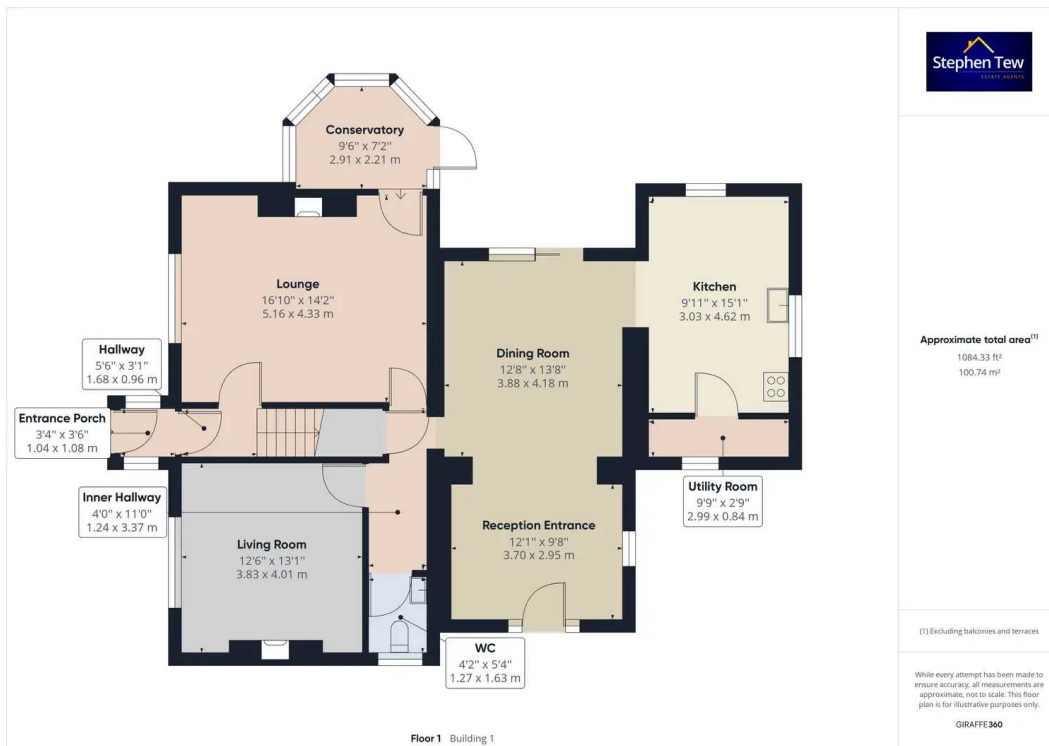 Conservatory
9'6" x 7'2"
2.91 x 2.21 m
Lounge
16'10" x 14'2"
5.16 x 4.33 m
Kitchen
9'11" x 15'1"
3.03 x 4.62 m
Hallway
5'6" x 3'1"
1.68 x 0.96 m
Dining Room
12'8" x 13'8"
3.88 x 4.18 m
Entrance Porch
3'4" x 3'6"
1.04 x 1.08 m
Inner Hallway
4'0" x 11'0"
1.24 x 3.37 m
Utility Room
9'9" x 2'9"
2.99 x 0.84 m
Living Room
12'6" x 13'1"
3.83 x 4.01 m
Reception Entrance
12'1" x 9'8"
3.70 x 2.95 m
WC
4'2" x 5'4"
1.27 x 1.63 m
Floor 1 Building 1
Stephen Tew
ESTATE AGENTS
Approximate total area(1)
1084.33 ft²
100.74 m²
(1) Excluding balconies and terraces
While every attempt has been made to
ensure accuracy, all measurements are
approximate, not to scale. This floor
plan is for illustrative purposes only.
GIRAFFE360